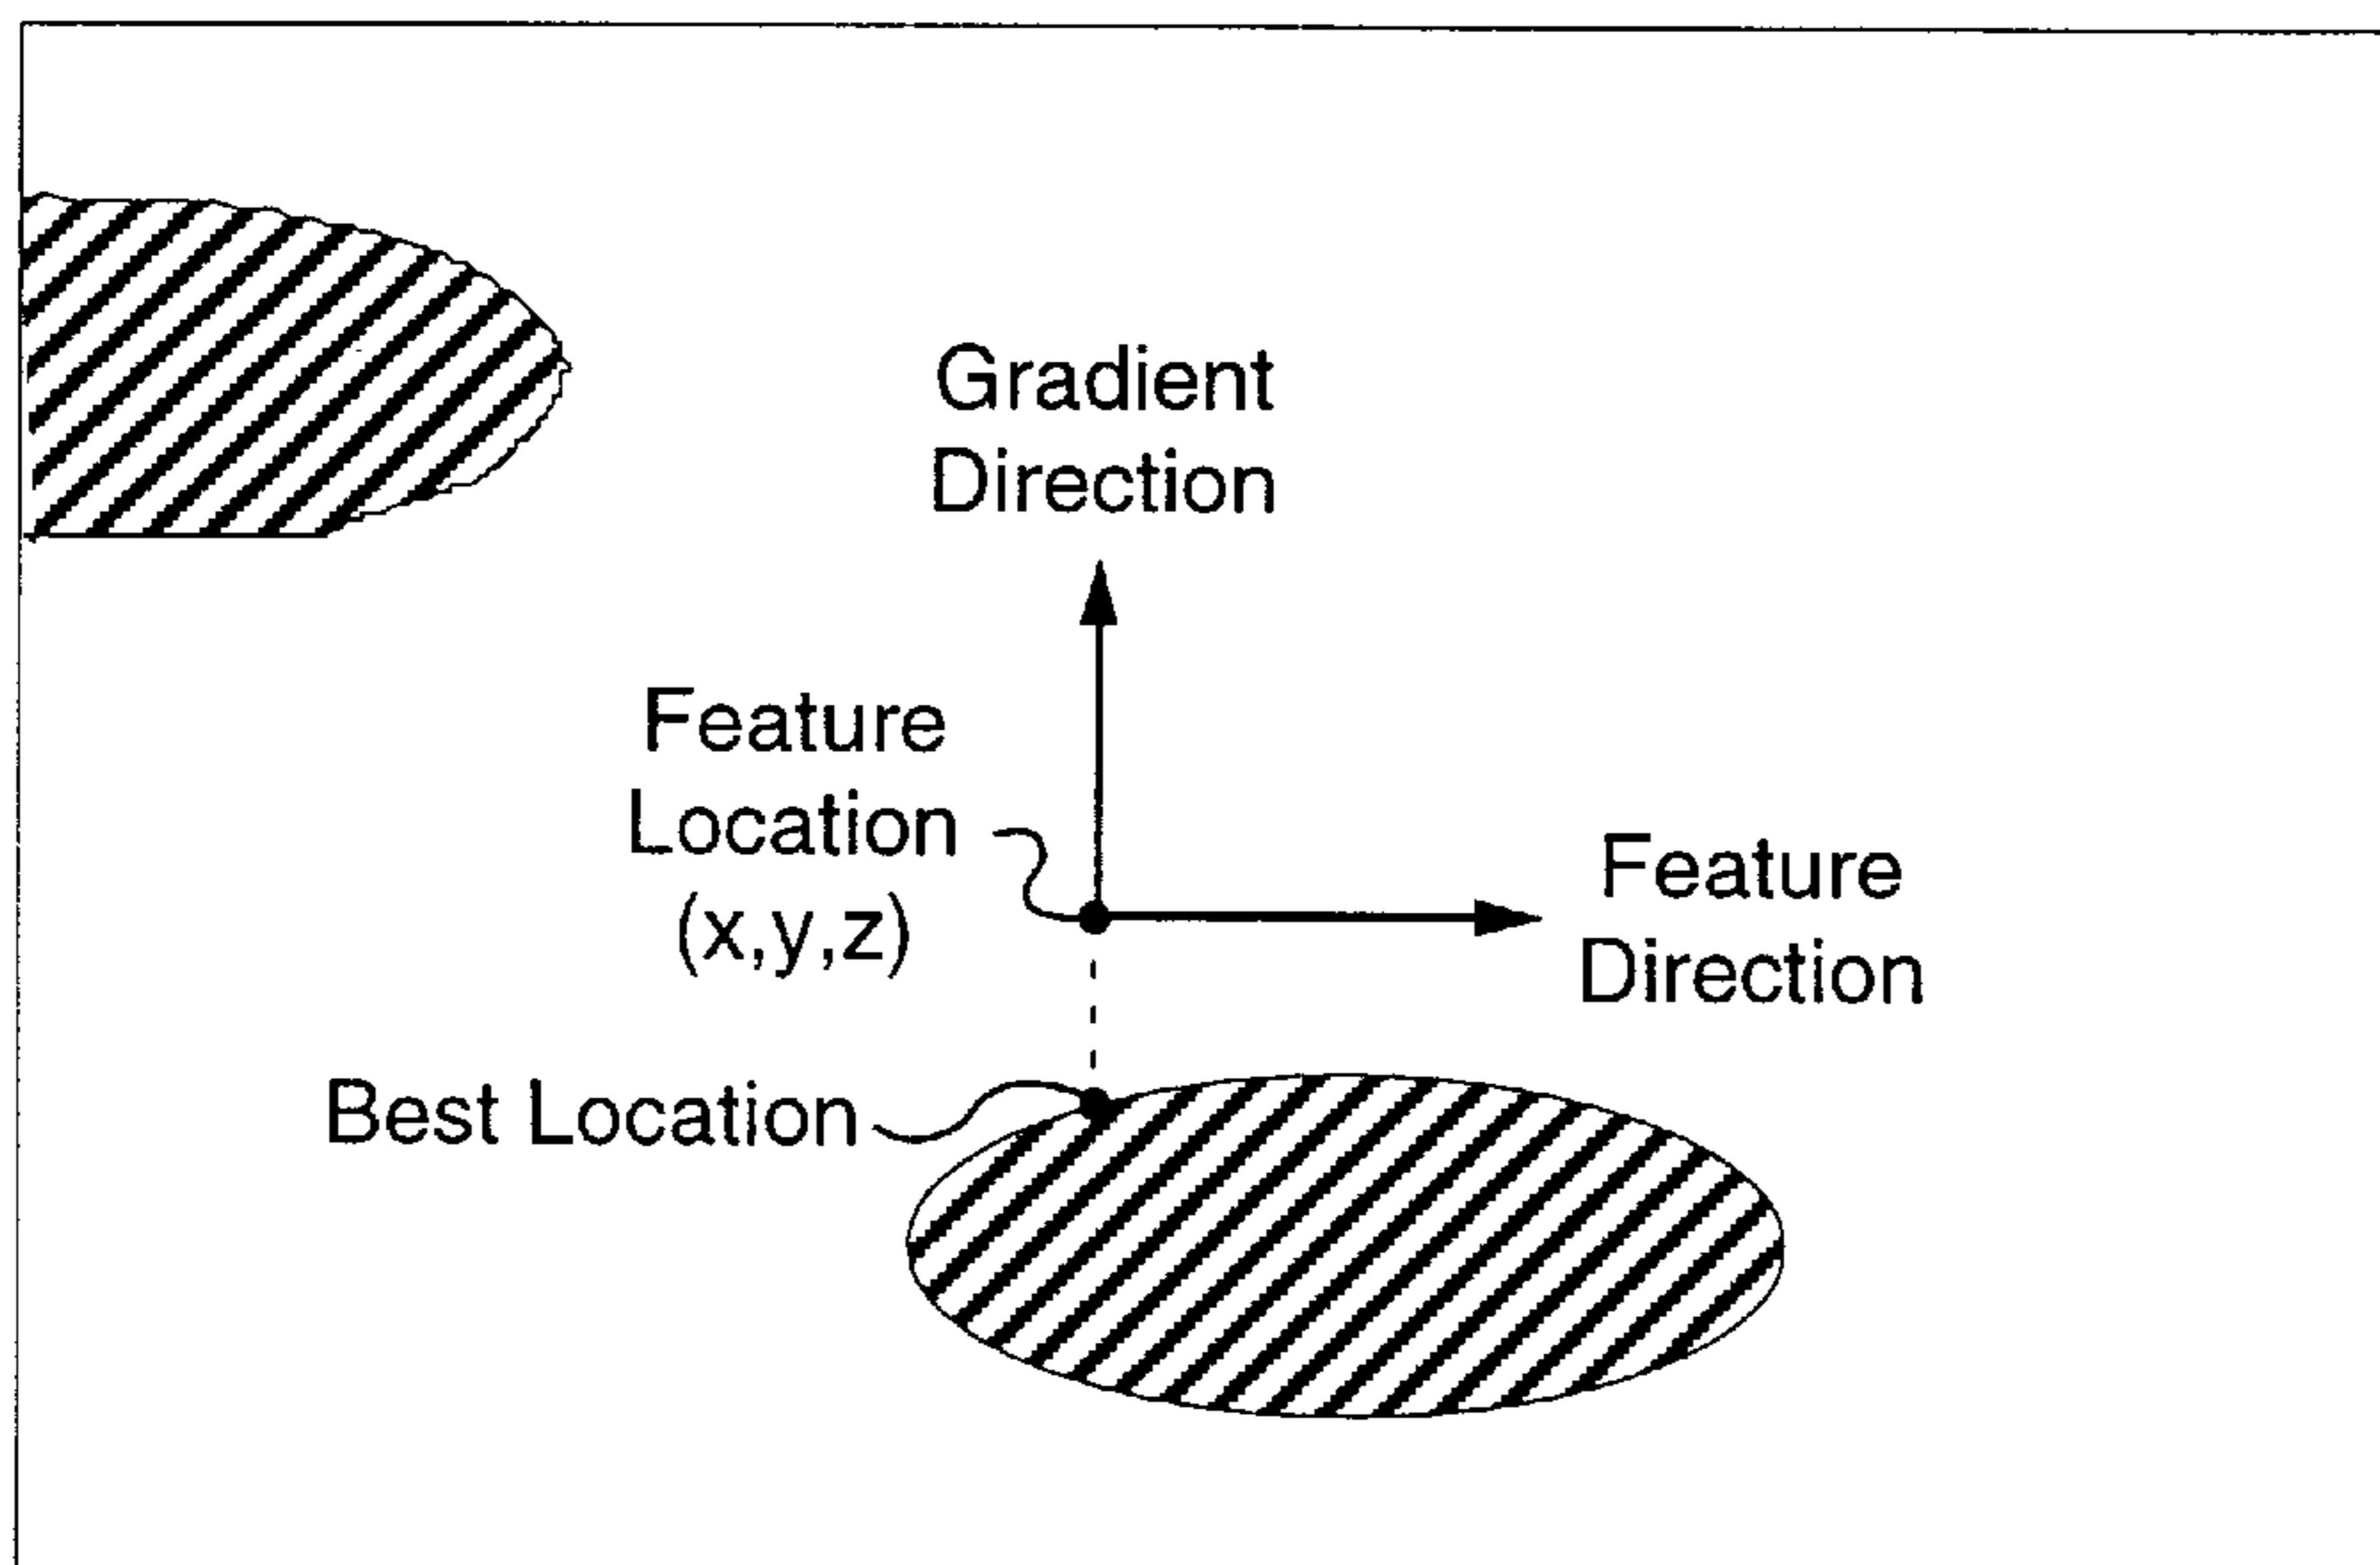 Gradient
Direction
Feature
Location
(x,y,z)
Feature
Direction
Best Location